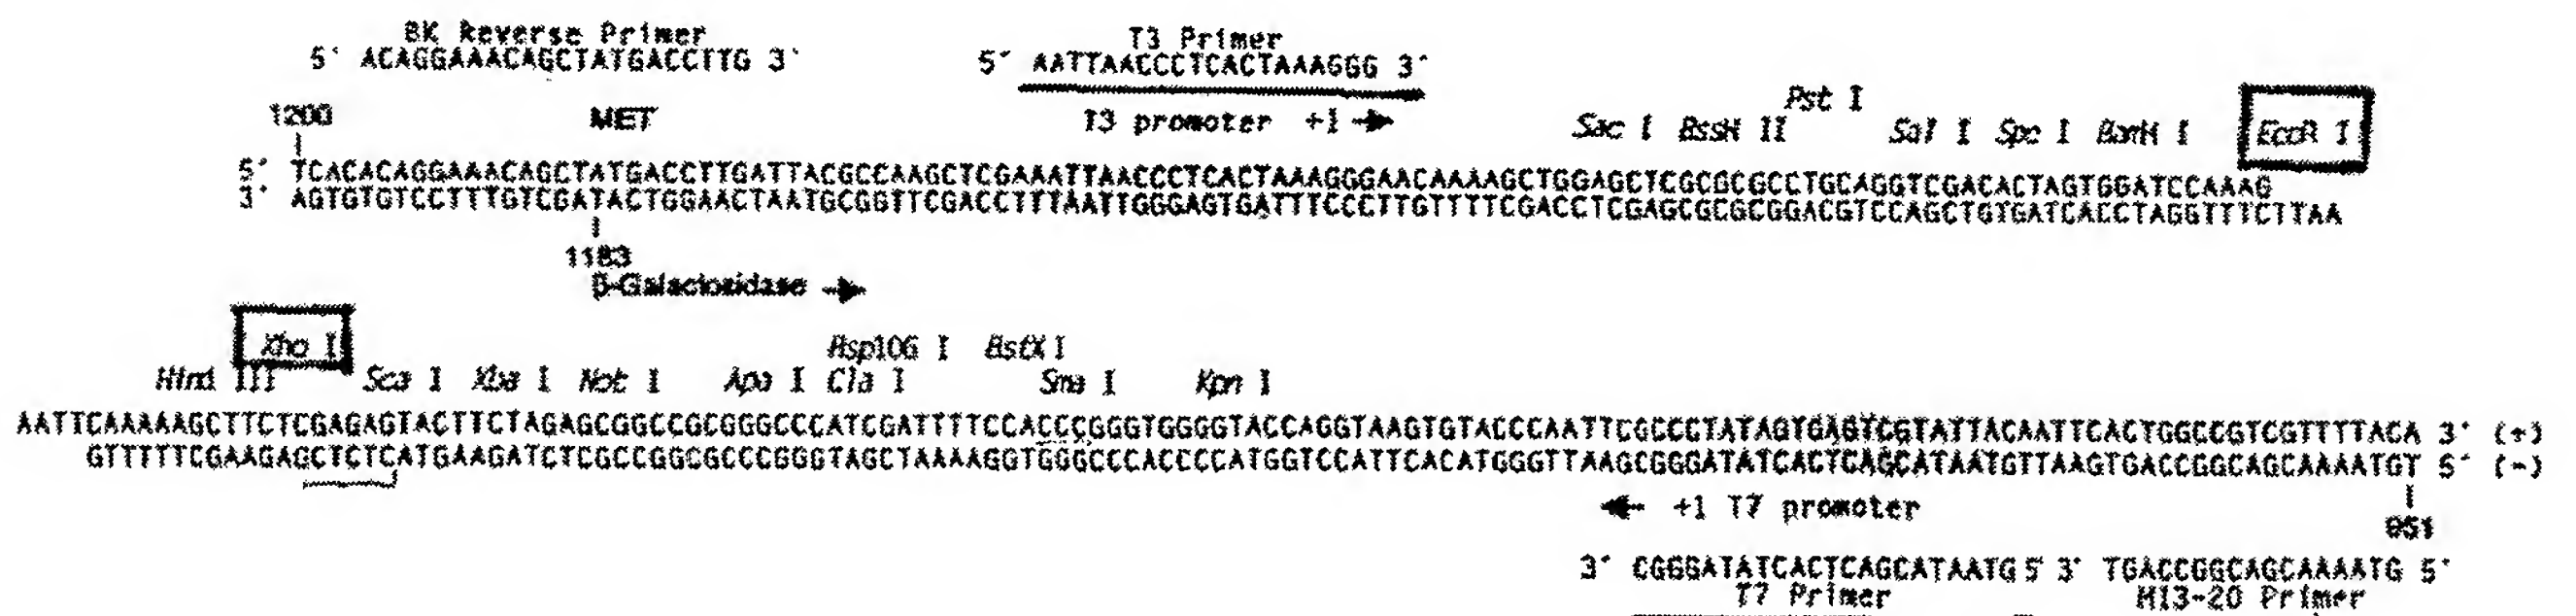 BK Reverse Primer
5' ACAGGAAACAGCTATGACCTTG 3'
T3 Primer
5' AATTAACCCTCACTAAAGGG 3'
1200
MET
T3 promoter +1
Pst I
Sac I BssH II Sal I Spe I BamH I EcoR I
5' TCACACAGGAAACAGCTATGACCTTGATTACGCCAAGCTCGAAATTAACCCTCACTAAAGGGAACAAAAGCTGGAGCTCGCGCGCCTGCAGGTCGACACTAGTGGATCCAAAG
3' AGTGTGTCCTTTGTCGATACTGGAACTAATGCGGTTCGACCTTTAATTGGGAGTGATTTCCCTTGTTTTCGACCTCGAGCGCGCGGACGTCCAGCTGTGATCACCTAGGTTTCTTAA
1183
β-Galactosidase
Xho I
Bsp106 I BstX I
Hind III Sca I Xba I Not I Apa I Cla I Sma I Kpn I
AATTCAAAAAGCTTCTCGAGAGTACTTCTAGAGCGGCCGCGGGCCCATCGATTTTCCACCCGGGTGGGGTACCAGGTAAGTGTACCCAATTCGCCCTATAGTGAGTCGTATTACAATTCACTGGCCGTCGTTTTACA 3' (+)
GTTTTTCGAAGAGCTCTCATGAAGATCTCGCCGGCGCCCGGGTAGCTAAAAGGTGGGCCCACCCCATGGTCCATTCACATGGGTTAAGCGGGATATCACTCAGCATAATGTTAAGTGACCGGCAGCAAAATGT 5' (-)
+1 T7 promoter
951
3' CGGGATATCACTCAGCATAATG 5' 3' TGACCGGCAGCAAAATG 5'
T7 Primer M13-20 Primer